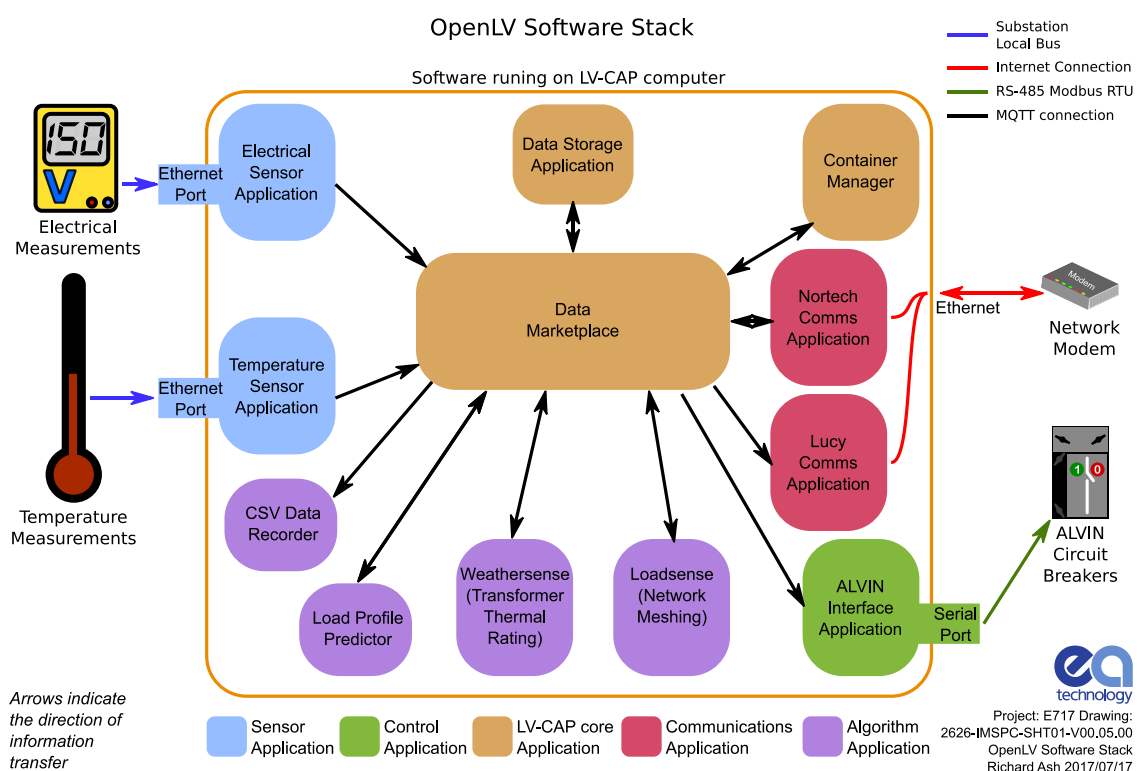 OpenLV Software Stack
Substation
Local Bus
Internet Connection
RS-485 Modbus RTU
MQTT connection
Software runing on LV-CAP computer
150
V
Electrical
Measurements
Ethernet
Port
Electrical
Sensor
Application
Data Storage
Application
Container
Manager
Data
Marketplace
Nortech
Comms
Application
Ethernet
Modem
Network
Modem
Temperature
Measurements
Ethernet
Port
Temperature
Sensor
Application
Lucy
Comms
Application
1 0
ALVIN
Circuit
Breakers
CSV Data
Recorder
Load Profile
Predictor
Weathersense
(Transformer
Thermal
Rating)
Loadsense
(Network
Meshing)
ALVIN
Interface
Application
Serial
Port
Arrows indicate
the direction of
information
transfer
Sensor
Application
Control
Application
LV-CAP core
Application
Communications
Application
Algorithm
Application
ea
technology
Project: E717 Drawing:
2626-IMSPC-SHT01-V00.05.00
OpenLV Software Stack
Richard Ash 2017/07/17